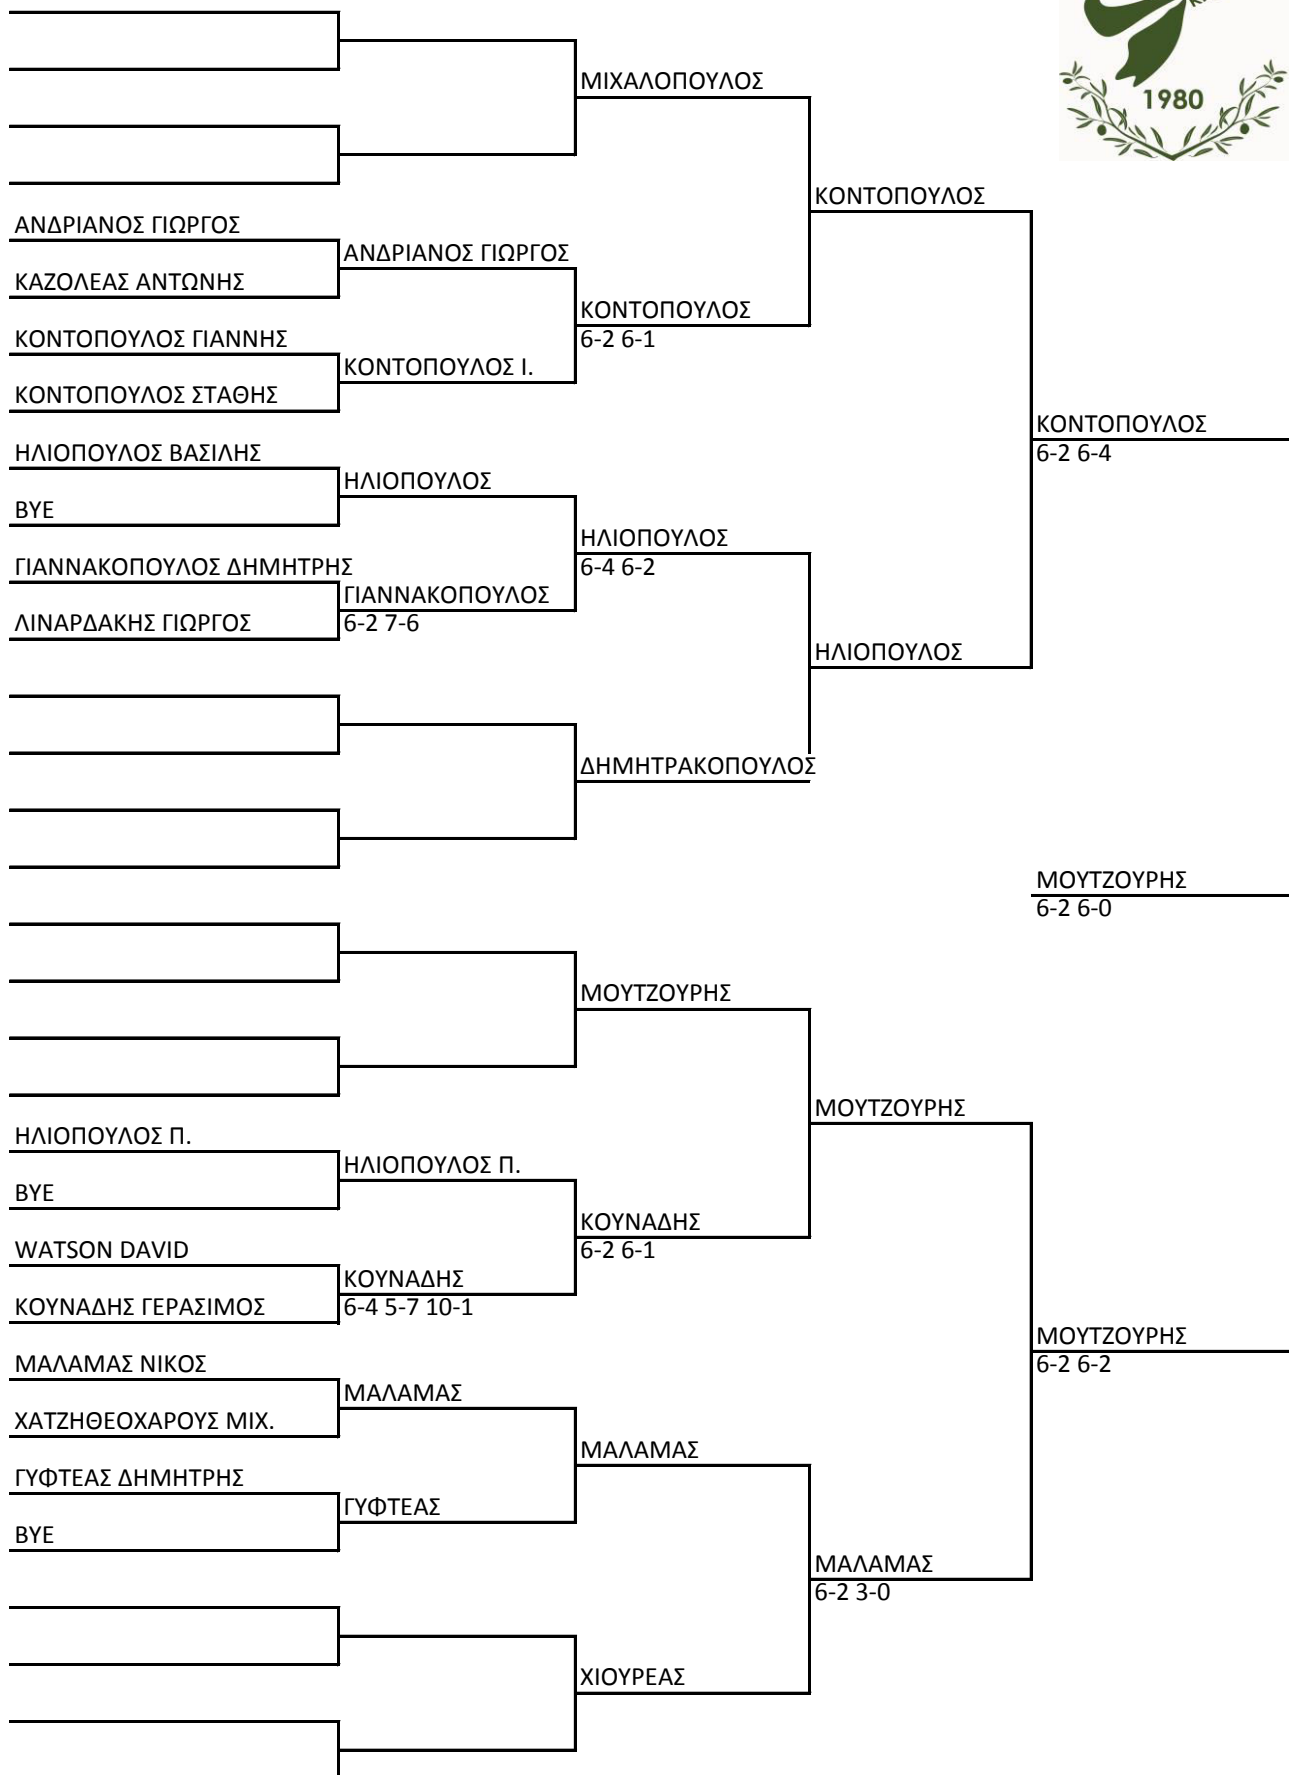 1980
ΜΙΧΑΛΟΠΟΥΛΟΣ
ΚΟΝΤΟΠΟΥΛΟΣ
ΑΝΔΡΙΑΝΟΣ ΓΙΩΡΓΟΣ
ΑΝΔΡΙΑΝΟΣ ΓΙΩΡΓΟΣ
ΚΑΖΟΛΕΑΣ ΑΝΤΩΝΗΣ
ΚΟΝΤΟΠΟΥΛΟΣ
6-2 6-1
ΚΟΝΤΟΠΟΥΛΟΣ ΓΙΑΝΝΗΣ
ΚΟΝΤΟΠΟΥΛΟΣ Ι.
ΚΟΝΤΟΠΟΥΛΟΣ ΣΤΑΘΗΣ
ΚΟΝΤΟΠΟΥΛΟΣ
6-2 6-4
ΗΛΙΟΠΟΥΛΟΣ ΒΑΣΙΛΗΣ
ΗΛΙΟΠΟΥΛΟΣ
BYE
ΗΛΙΟΠΟΥΛΟΣ
6-4 6-2
ΓΙΑΝΝΑΚΟΠΟΥΛΟΣ ΔΗΜΗΤΡΗΣ
ΓΙΑΝΝΑΚΟΠΟΥΛΟΣ
6-2 7-6
ΛΙΝΑΡΔΑΚΗΣ ΓΙΩΡΓΟΣ
ΗΛΙΟΠΟΥΛΟΣ
ΔΗΜΗΤΡΑΚΟΠΟΥΛΟΣ
ΜΟΥΤΖΟΥΡΗΣ
6-2 6-0
ΜΟΥΤΖΟΥΡΗΣ
ΜΟΥΤΖΟΥΡΗΣ
ΗΛΙΟΠΟΥΛΟΣ Π.
ΗΛΙΟΠΟΥΛΟΣ Π.
BYE
ΚΟΥΝΑΔΗΣ
6-2 6-1
WATSON DAVID
ΚΟΥΝΑΔΗΣ
6-4 5-7 10-1
ΚΟΥΝΑΔΗΣ ΓΕΡΑΣΙΜΟΣ
ΜΟΥΤΖΟΥΡΗΣ
6-2 6-2
ΜΑΛΑΜΑΣ ΝΙΚΟΣ
ΜΑΛΑΜΑΣ
ΧΑΤΖΗΘΕΟΧΑΡΟΥΣ ΜΙΧ.
ΜΑΛΑΜΑΣ
ΓΥΦΤΕΑΣ ΔΗΜΗΤΡΗΣ
ΓΥΦΤΕΑΣ
BYE
ΜΑΛΑΜΑΣ
6-2 3-0
ΧΙΟΥΡΕΑΣ